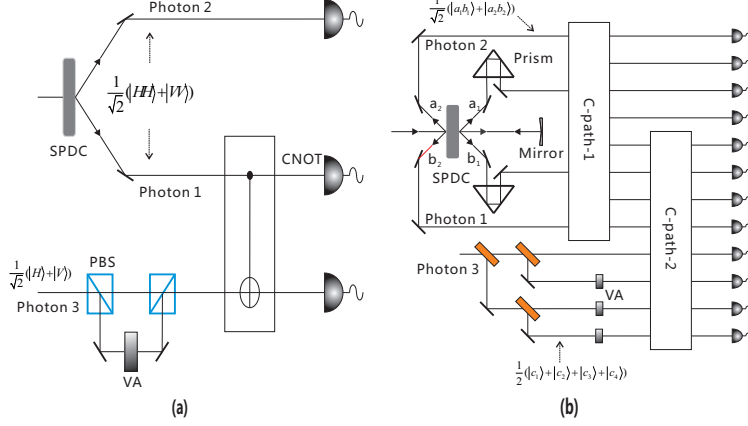 Photon 2
1/√2(|HH⟩+|VV⟩)
SPDC
Photon 1
CNOT
1/√2(|H⟩+|V⟩)
PBS
Photon 3
VA
(a)
1/√2(|a₁b₁⟩+|a₂b₂⟩)
Photon 2
Prism
a₂
a₁
C-path-1
Mirror
b₂
b₁
SPDC
Photon 1
C-path-2
Photon 3
VA
1/2(|c₁⟩+|c₂⟩+|c₃⟩+|c₄⟩)
(b)